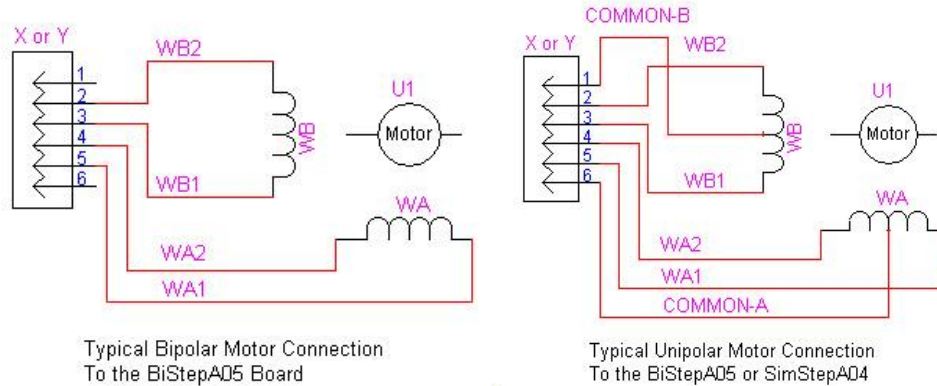 X or Y
1
2
3
4
5
6
WB2
WB1
WB
U1
Motor
WA
WA2
WA1
Typical Bipolar Motor Connection
To the BiStepA05 Board
COMMON-B
X or Y
1
2
3
4
5
6
WB2
WB1
WB
U1
Motor
WA
WA2
WA1
COMMON-A
Typical Unipolar Motor Connection
To the BiStepA05 or SimStepA04